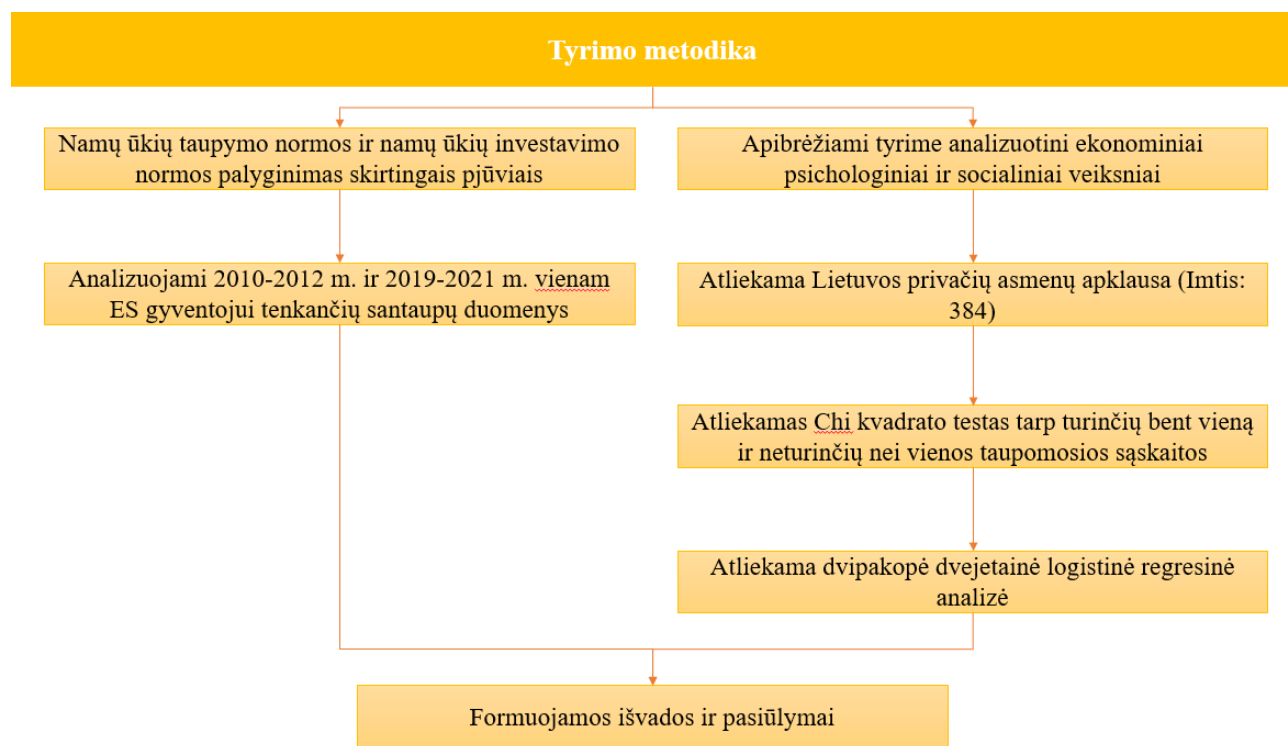 Tyrimo metodika
Namų ūkių taupymo normos ir namų ūkių investavimo
normos palyginimas skirtingais pjūviais
Analizuojami 2010-2012 m. ir 2019-2021 m. vienam
ES gyventojui tenkančių santaupų duomenys
Apibrėžiami tyrime analizuotini ekonominiai
psichologiniai ir socialiniai veiksniai
Atliekama Lietuvos privačių asmenų apklausa (Imtis:
384)
Atliekamas Chi kvadrato testas tarp turinčių bent vieną
ir neturinčių nei vienos taupomosios sąskaitos
Atliekama dvipakopė dvejetainė logistinė regresinė
analizė
Formuojamos išvados ir pasiūlymai